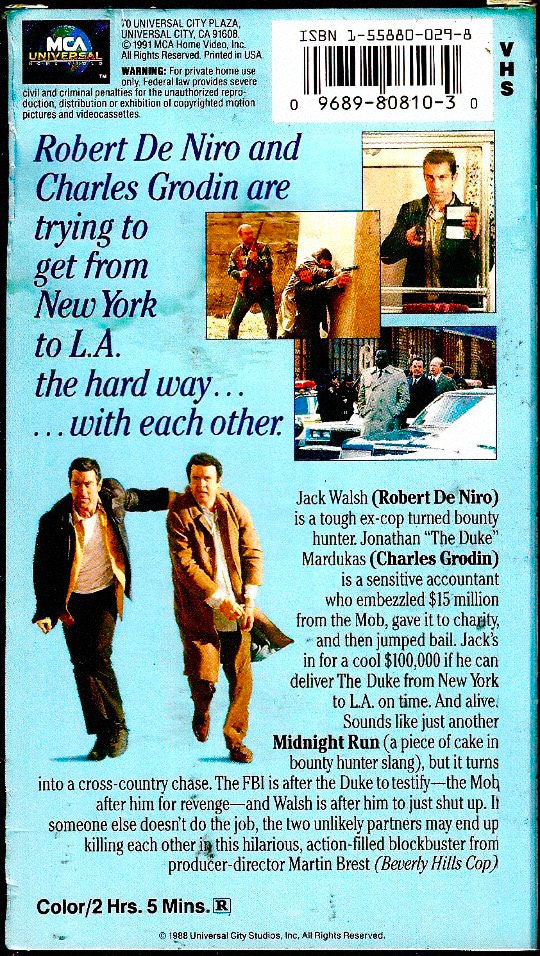 MCA
UNIVERSAL
HOME VIDEO
™
70 UNIVERSAL CITY PLAZA,
UNIVERSAL CITY, CA 91608.
© 1991 MCA Home Video, Inc.
All Rights Reserved. Printed in USA.
WARNING: For private home use
only. Federal law provides severe
civil and criminal penalties for the unauthorized repro-
duction, distribution or exhibition of copyrighted motion
pictures and videocassettes.
ISBN 1-55880-029-8
0 9689-80810-3 0
VHS
Robert De Niro and
Charles Grodin are
trying to
get from
New York
to L.A.
the hard way...
...with each other.
Jack Walsh (Robert De Niro)
is a tough ex-cop turned bounty
hunter. Jonathan “The Duke”
Mardukas (Charles Grodin)
is a sensitive accountant
who embezzled $15 million
from the Mob, gave it to charity,
and then jumped bail. Jack's
in for a cool $100,000 if he can
deliver The Duke from New York
to L.A. on time. And alive.
Sounds like just another
Midnight Run (a piece of cake in
bounty hunter slang), but it turns
into a cross-country chase. The FBI is after the Duke to testify—the Mob
after him for revenge—and Walsh is after him to just shut up. If
someone else doesn't do the job, the two unlikely partners may end up
killing each other in this hilarious, action-filled blockbuster from
producer-director Martin Brest (Beverly Hills Cop)
Color/2 Hrs. 5 Mins. R
© 1988 Universal City Studios, Inc. All Rights Reserved.